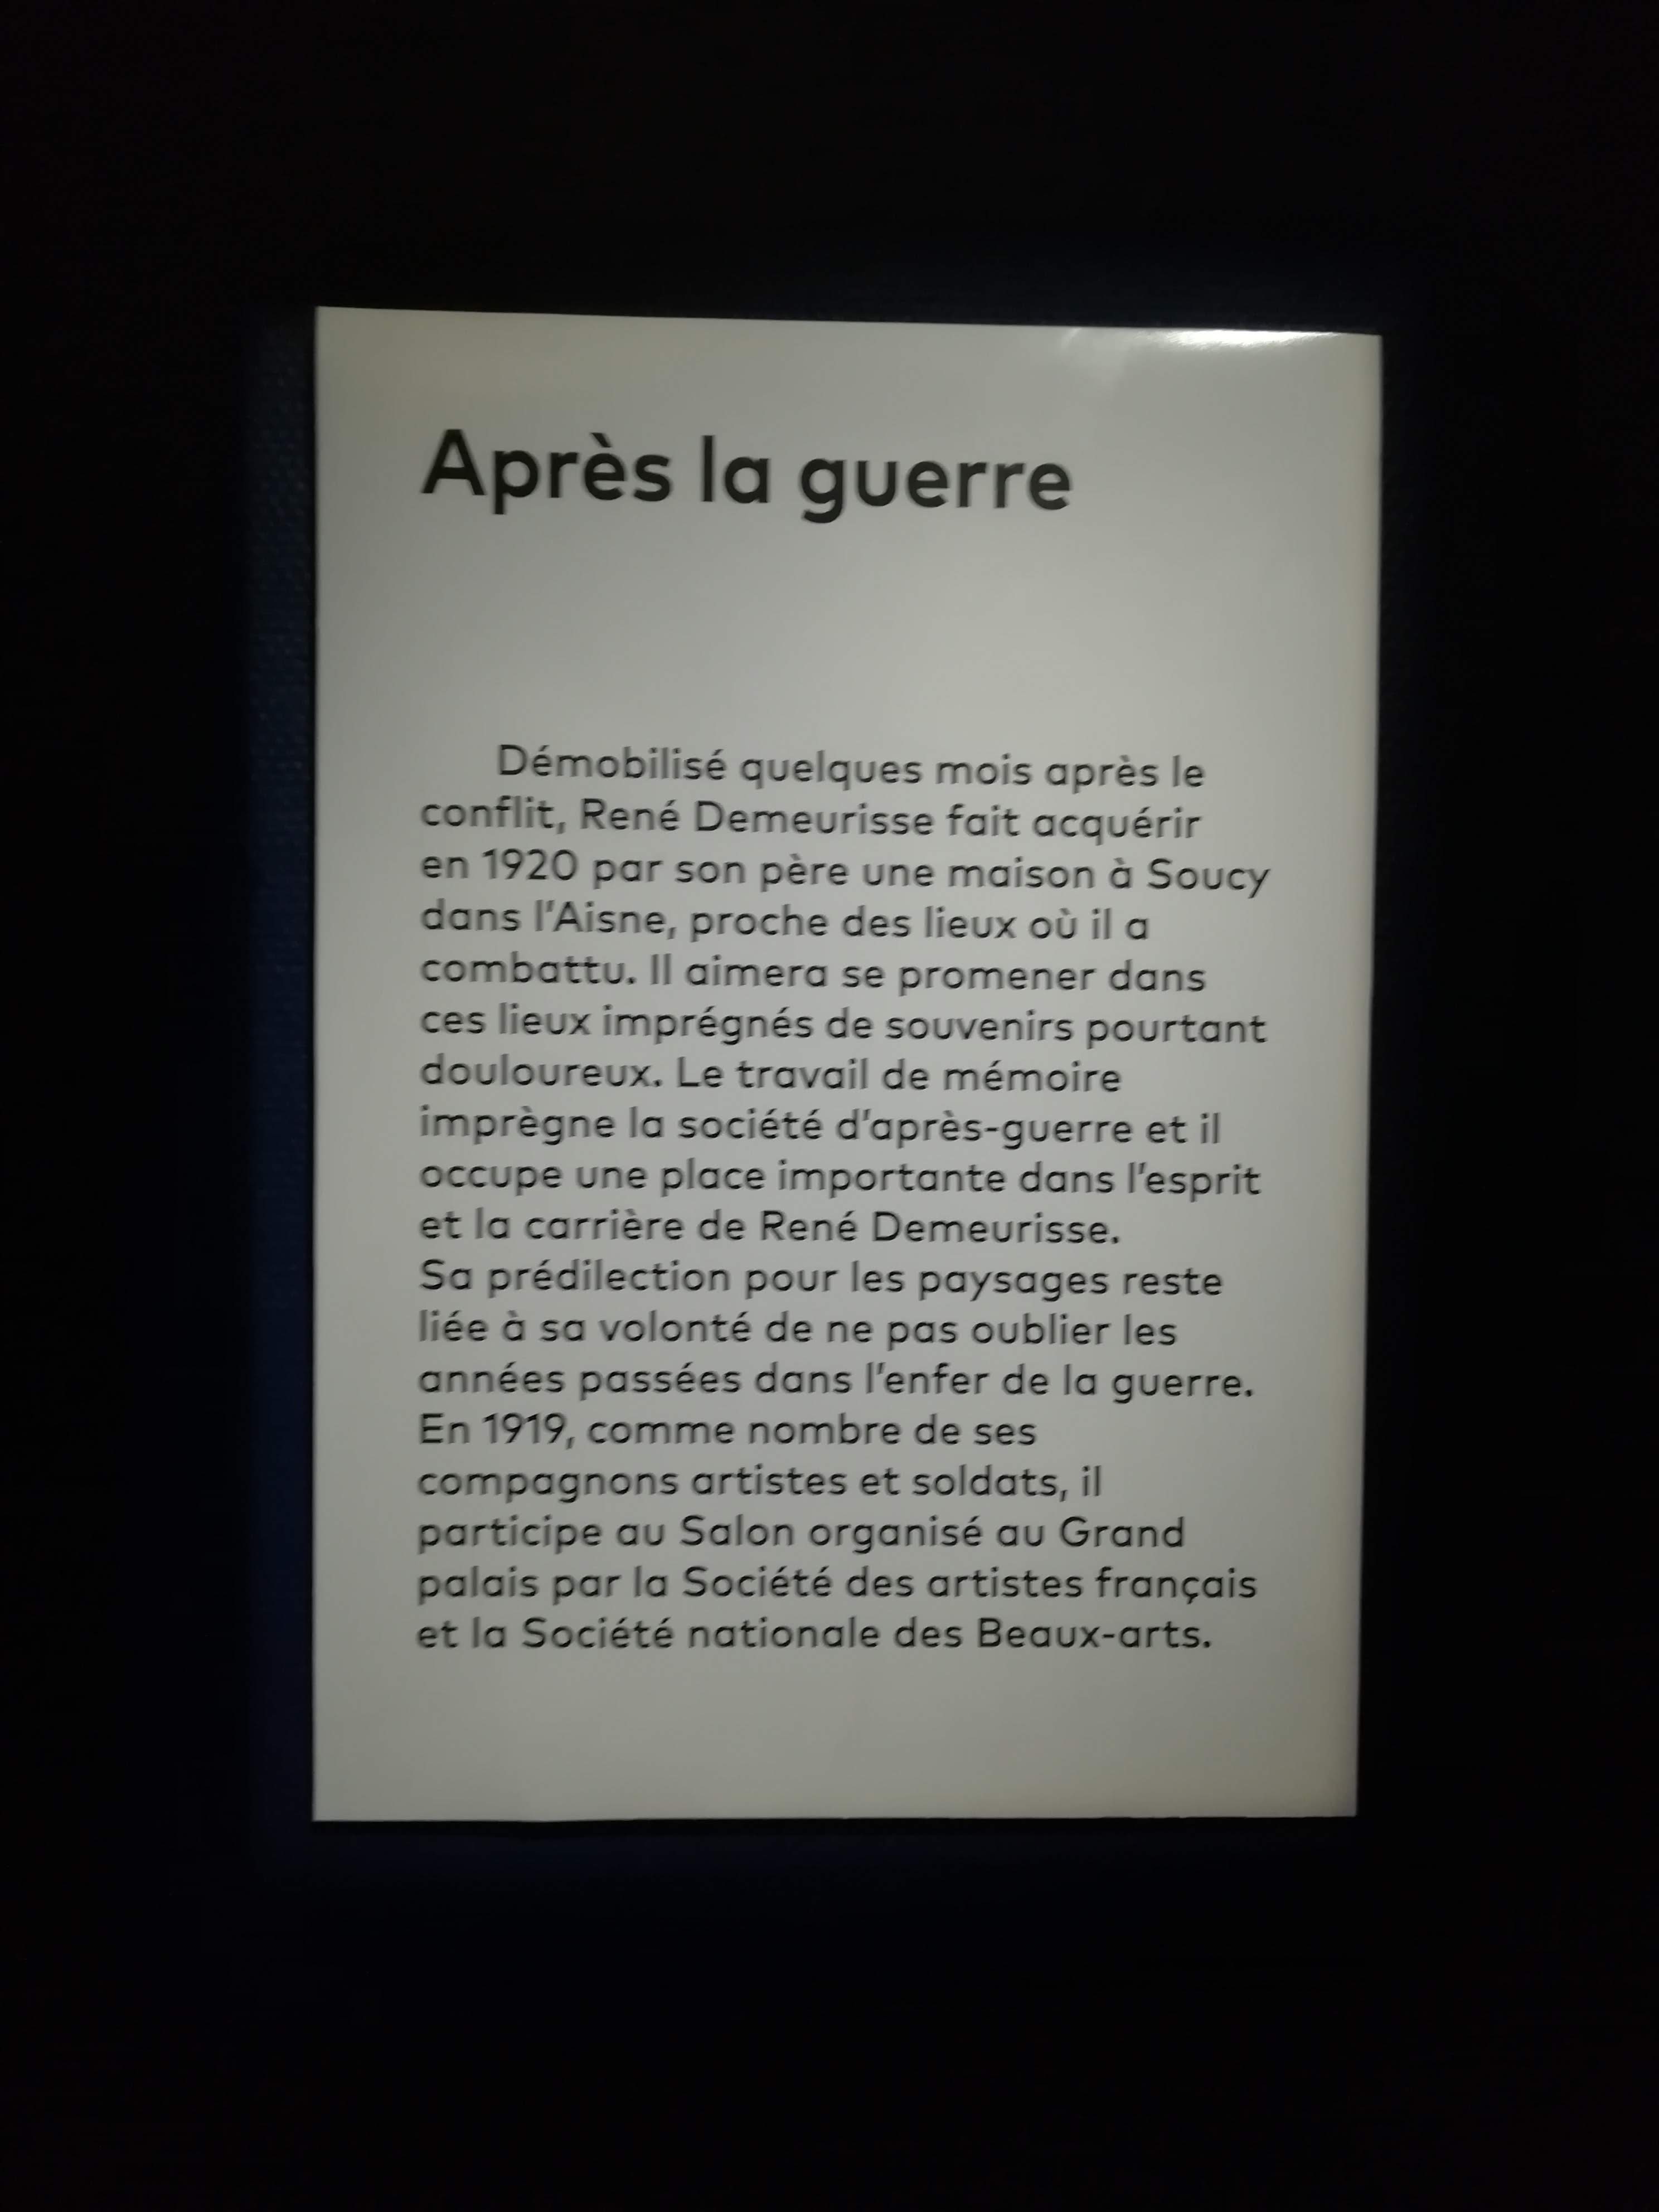 Après la guerre
Démobilisé quelques mois après le
conflit, René Demeurisse fait acquérir
en 1920 par son père une maison à Soucy
dans l'Aisne, proche des lieux où il a
combattu. Il aimera se promener dans
ces lieux imprégnés de souvenirs pourtant
douloureux. Le travail de mémoire
imprègne la société d'après-guerre et il
occupe une place importante dans l'esprit
et la carrière de René Demeurisse.
Sa prédilection pour les paysages reste
liée à sa volonté de ne pas oublier les
années passées dans l'enfer de la guerre.
En 1919, comme nombre de ses
compagnons artistes et soldats, il
participe au Salon organisé au Grand
palais par la Société des artistes français
et la Société nationale des Beaux-arts.